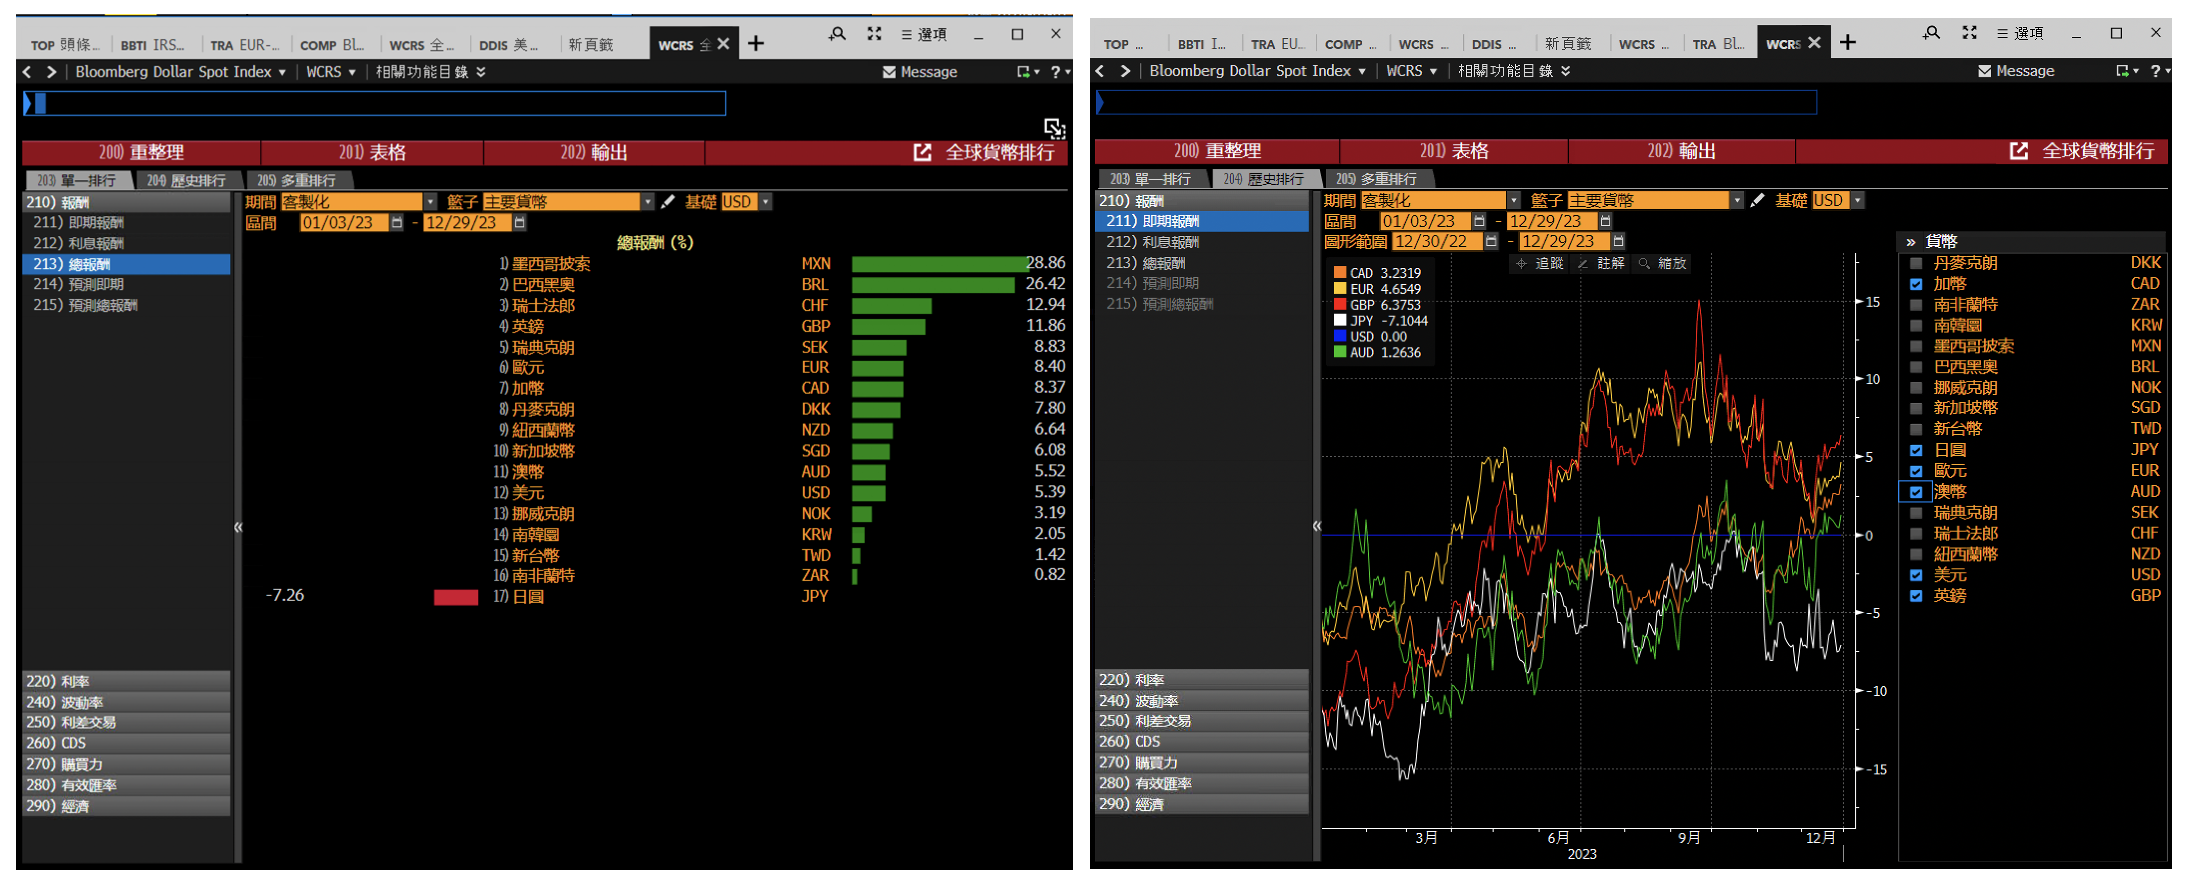 TOP 頭條… BBTI IRS… TRA EUR-… COMP Bl… WCRS 全… DDIS 美… 新頁籤 WCRS 全 ✕ + ☰ 選項 _ □ ×
< > Bloomberg Dollar Spot Index ▾ WCRS ▾ 相關功能目錄 Message ?
200) 重整理 201) 表格 202) 輸出 全球貨幣排行
203) 單一排行 204) 歷史排行 205) 多重排行
210) 報酬 期間 客製化 籃子 主要貨幣 基礎 USD
211) 即期報酬 區間 01/03/23 - 12/29/23
212) 利息報酬 總報酬 (%)
213) 總報酬 1) 墨西哥披索 MXN 28.86
214) 預測即期 2) 巴西黑奧 BRL 26.42
215) 預測總報酬 3) 瑞士法郎 CHF 12.94
4) 英鎊 GBP 11.86
5) 瑞典克朗 SEK 8.83
6) 歐元 EUR 8.40
7) 加幣 CAD 8.37
8) 丹麥克朗 DKK 7.80
9) 紐西蘭幣 NZD 6.64
10) 新加坡幣 SGD 6.08
11) 澳幣 AUD 5.52
12) 美元 USD 5.39
13) 挪威克朗 NOK 3.19
14) 南韓圜 KRW 2.05
15) 新台幣 TWD 1.42
16) 南非蘭特 ZAR 0.82
-7.26 17) 日圓 JPY
220) 利率
240) 波動率
250) 利差交易
260) CDS
270) 購買力
280) 有效匯率
290) 經濟
TOP … BBTI I… TRA EU… COMP … WCRS … DDIS … 新頁籤 WCRS … TRA Bl… WCRS ✕ + ☰ 選項 _ □ ×
< > Bloomberg Dollar Spot Index ▾ WCRS ▾ 相關功能目錄 Message ?
200) 重整理 201) 表格 202) 輸出 全球貨幣排行
203) 單一排行 204) 歷史排行 205) 多重排行
210) 報酬 期間 客製化 籃子 主要貨幣 基礎 USD
211) 即期報酬 區間 01/03/23 - 12/29/23
212) 利息報酬 圖形範圍 12/30/22 - 12/29/23 » 貨幣
213) 總報酬 追蹤 註解 縮放
214) 預測即期
215) 預測總報酬
CAD 3.2319
EUR 4.6549
GBP 6.3753
JPY -7.1044
USD 0.00
AUD 1.2636
15
10
5
0
-5
-10
-15
3月 6月 9月 12月
2023
丹麥克朗 DKK
加幣 CAD
南非蘭特 ZAR
南韓圜 KRW
墨西哥披索 MXN
巴西黑奧 BRL
挪威克朗 NOK
新加坡幣 SGD
新台幣 TWD
日圓 JPY
歐元 EUR
澳幣 AUD
瑞典克朗 SEK
瑞士法郎 CHF
紐西蘭幣 NZD
美元 USD
英鎊 GBP
220) 利率
240) 波動率
250) 利差交易
260) CDS
270) 購買力
280) 有效匯率
290) 經濟